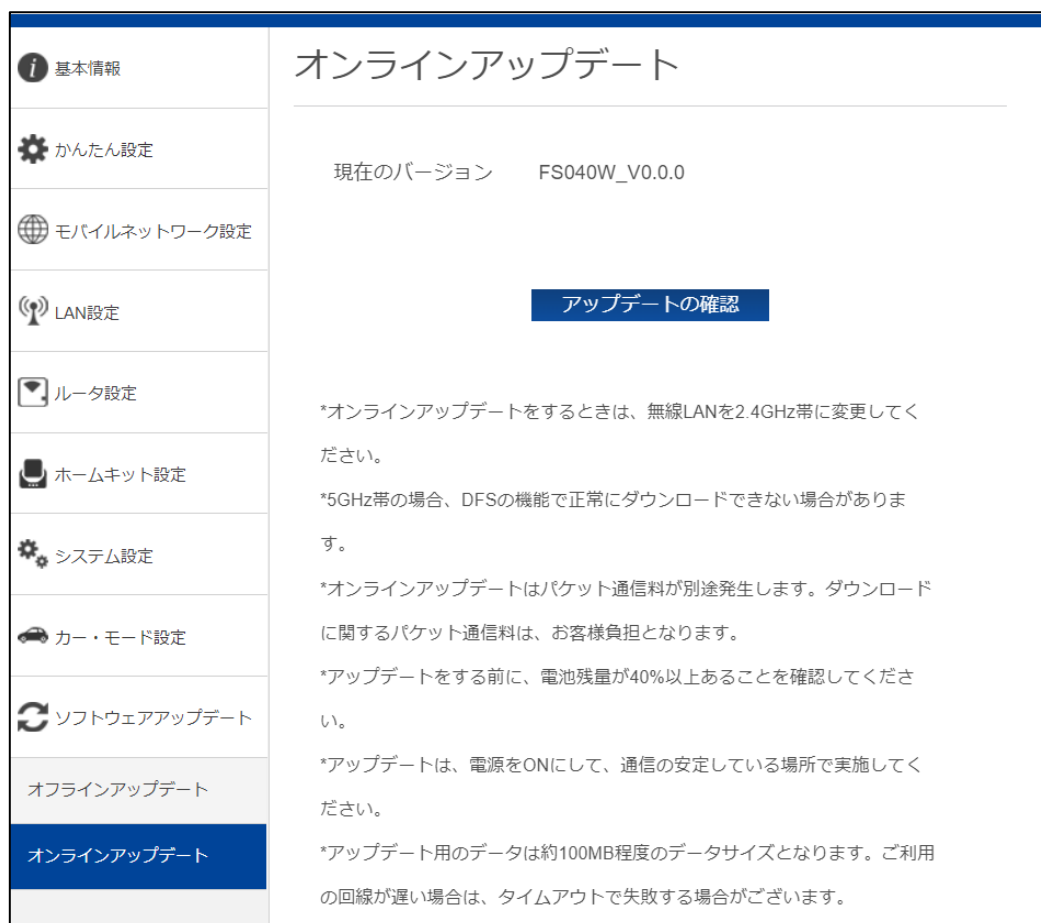 基本情報
かんたん設定
モバイルネットワーク設定
LAN設定
ルータ設定
ホームキット設定
システム設定
カー・モード設定
ソフトウェアアップデート
オフラインアップデート
オンラインアップデート
オンラインアップデート
現在のバージョン FS040W_V0.0.0
アップデートの確認
*オンラインアップデートをするときは、無線LANを2.4GHz帯に変更してく
ださい。
*5GHz帯の場合、DFSの機能で正常にダウンロードできない場合がありま
す。
*オンラインアップデートはパケット通信料が別途発生します。ダウンロード
に関するパケット通信料は、お客様負担となります。
*アップデートをする前に、電池残量が40%以上あることを確認してくださ
い。
*アップデートは、電源をONにして、通信の安定している場所で実施してく
ださい。
*アップデート用のデータは約100MB程度のデータサイズとなります。ご利用
の回線が遅い場合は、タイムアウトで失敗する場合がございます。